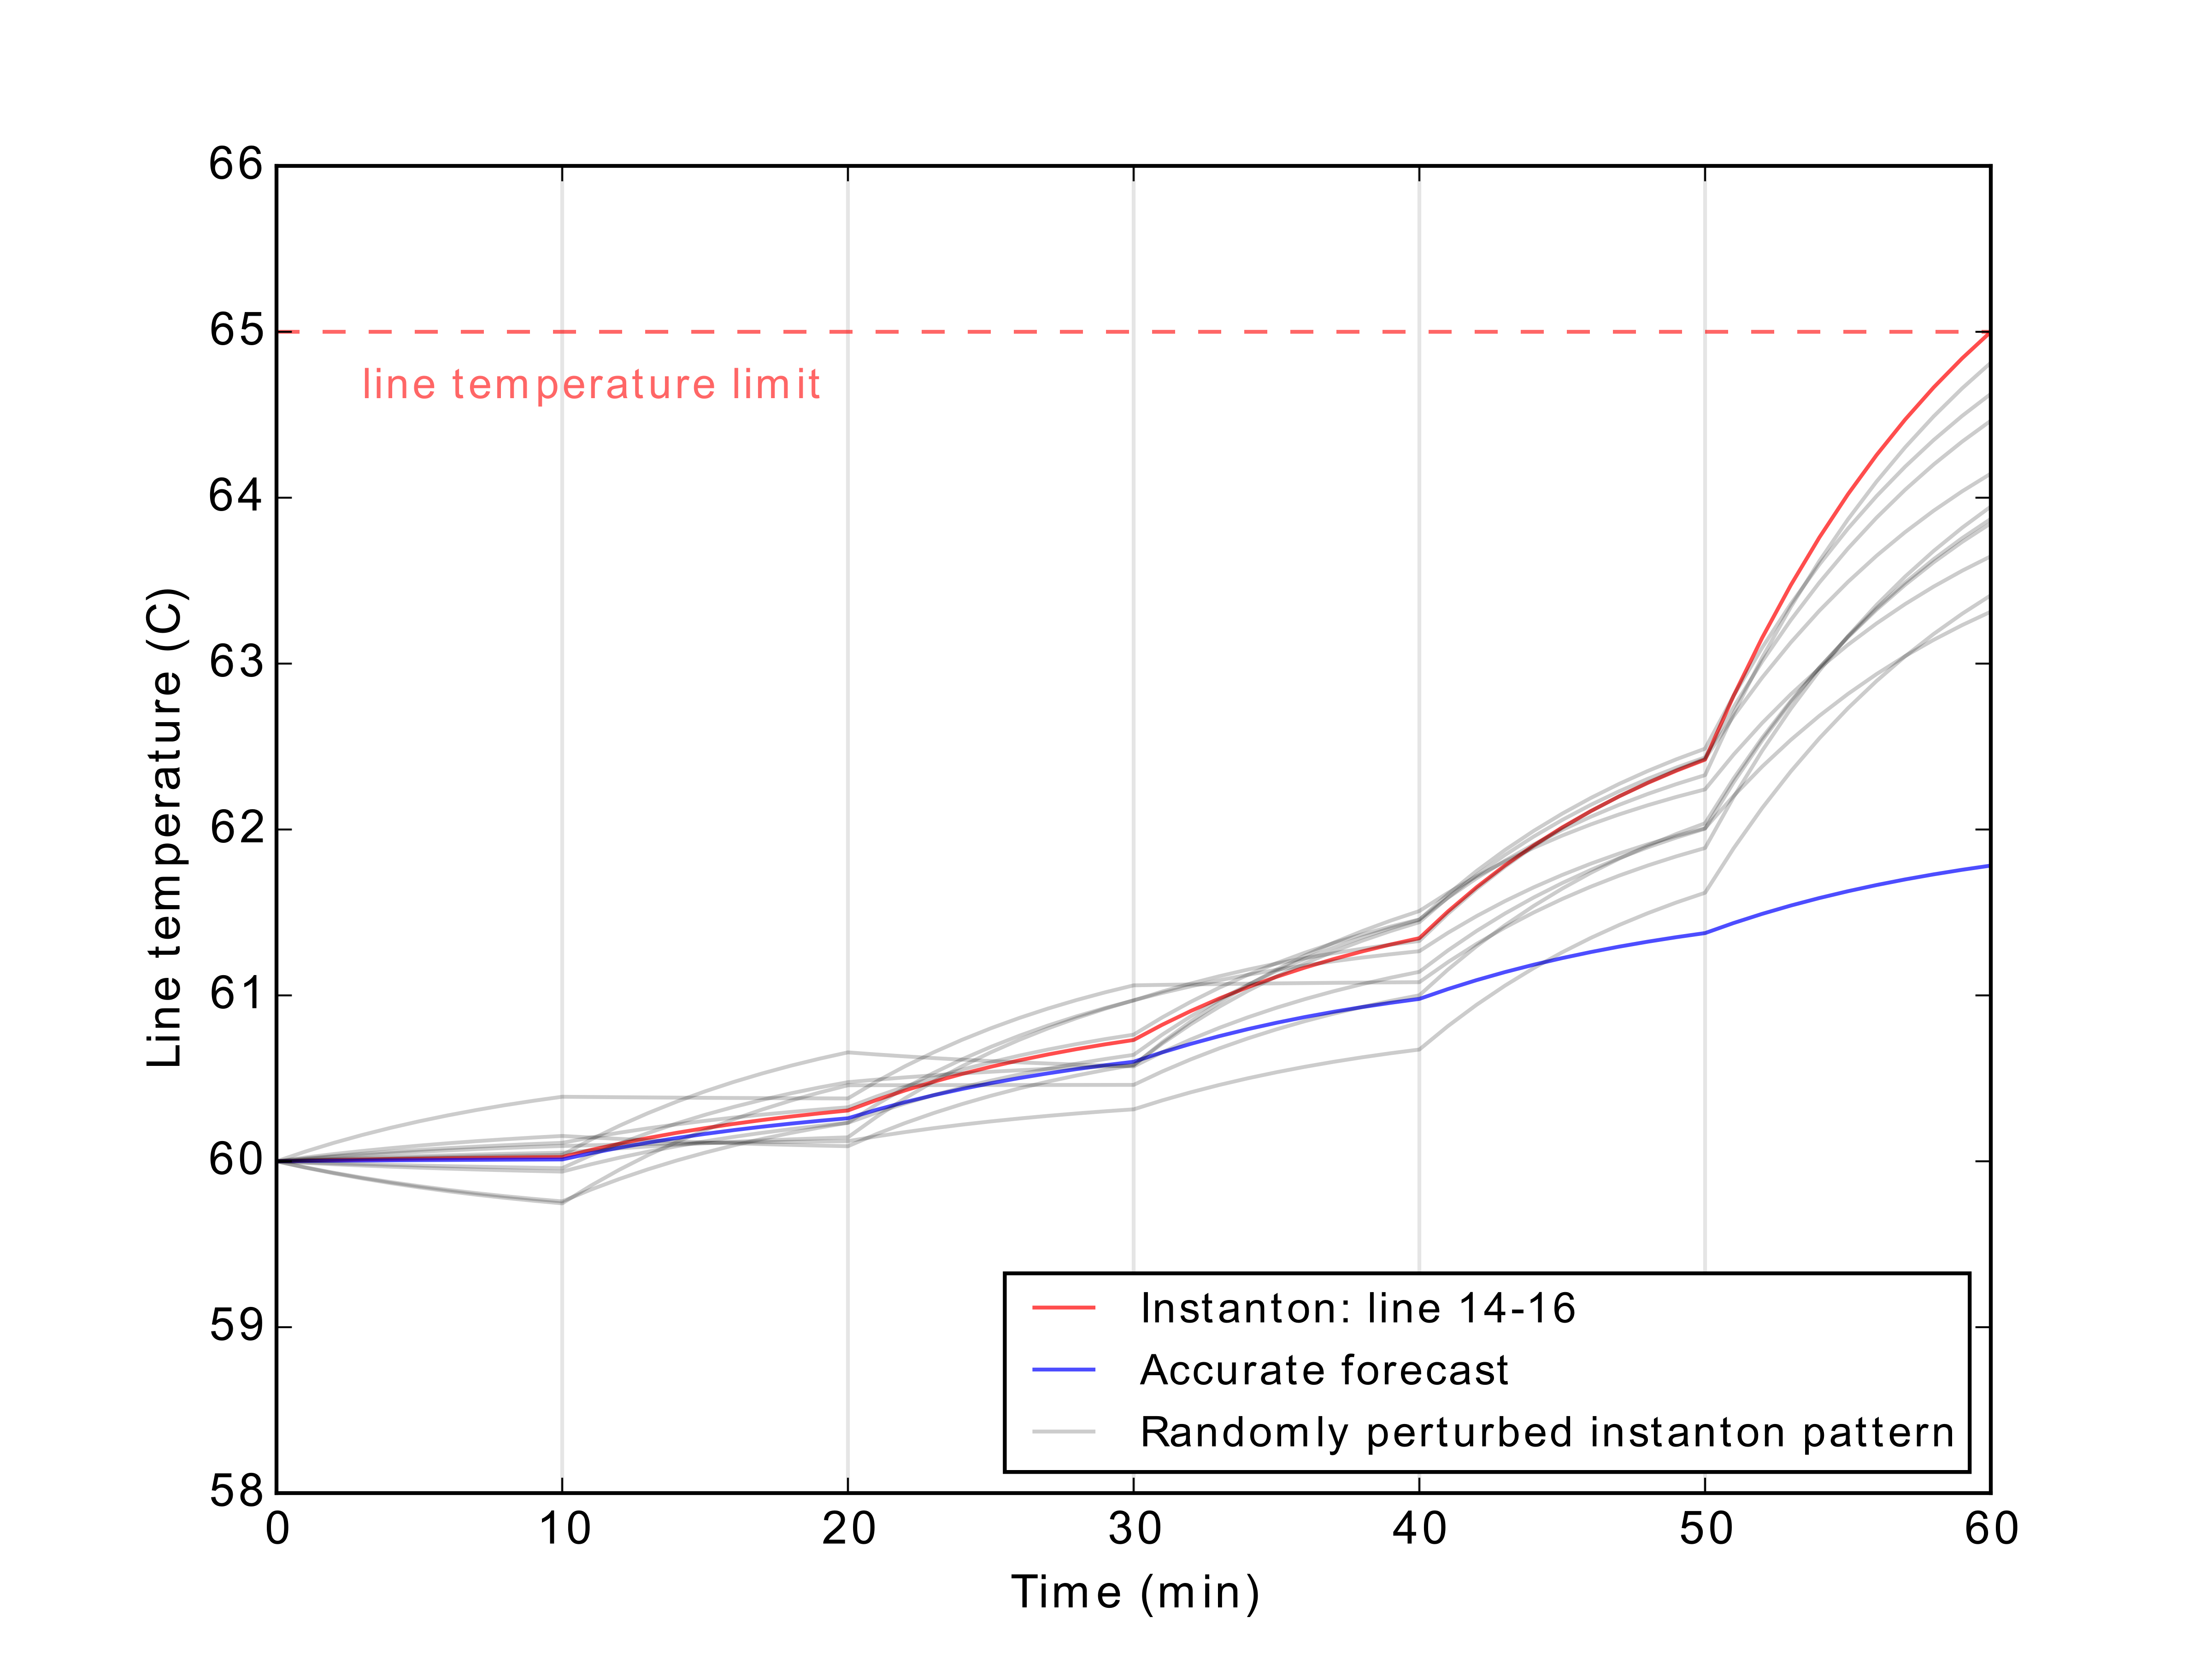 66
65
64
63
62
61
60
59
58
Line temperature (C)
line temperature limit
Instanton: line 14-16
Accurate forecast
Randomly perturbed instanton pattern
0 10 20 30 40 50 60
Time (min)